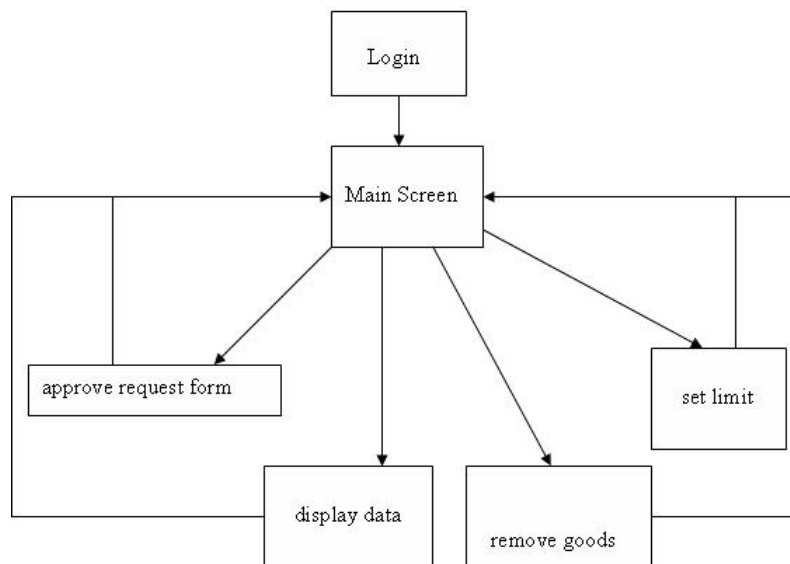 Login
Main Screen
approve request form
set limit
display data
remove goods